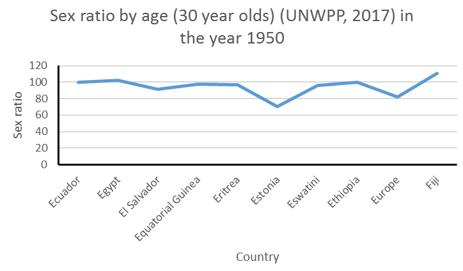 Sex ratio by age (30 year olds) (UNWPP, 2017) in
the year 1950
120
100
80
60
40
20
0
Sex ratio
Ecuador
Egypt
El Salvador
Equatorial Guinea
Eritrea
Estonia
Eswatini
Ethiopia
Europe
Fiji
Country